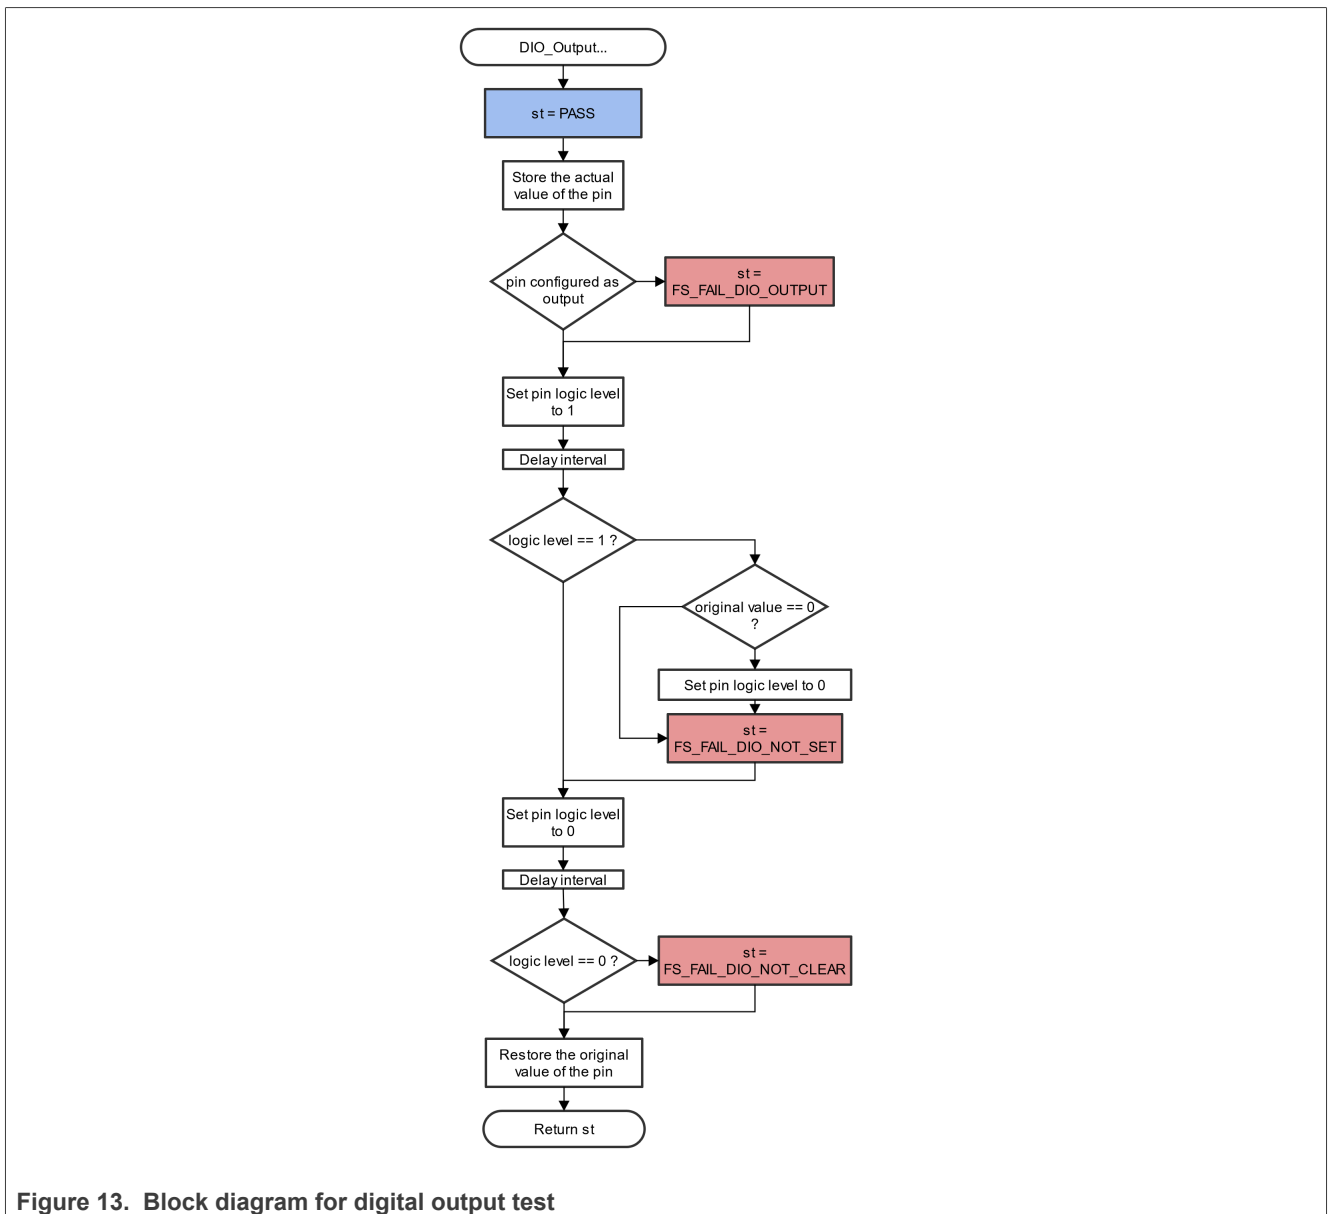 DIO_Output...
st = PASS
Store the actual
value of the pin
pin configured as
output
st =
FS_FAIL_DIO_OUTPUT
Set pin logic level
to 1
Delay interval
logic level == 1 ?
original value == 0
?
Set pin logic level to 0
st =
FS_FAIL_DIO_NOT_SET
Set pin logic level
to 0
Delay interval
logic level == 0 ?
st =
FS_FAIL_DIO_NOT_CLEAR
Restore the original
value of the pin
Return st
Figure 13. Block diagram for digital output test